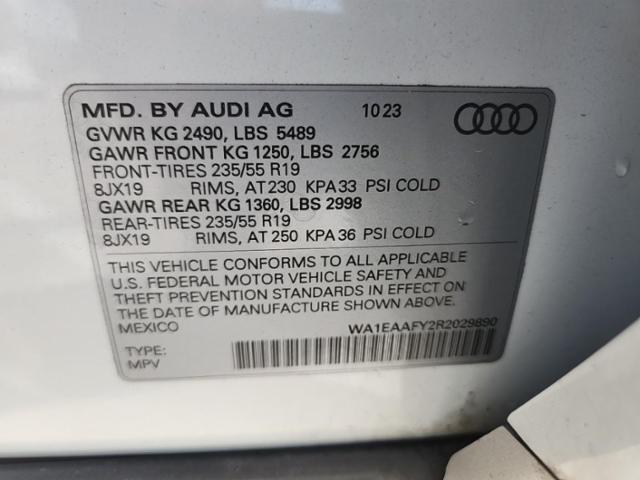 MFD. BY AUDI AG 10 23
GVWR KG 2490, LBS 5489
GAWR FRONT KG 1250, LBS 2756
FRONT-TIRES 235/55 R19
8JX19 RIMS, AT 230 KPA 33 PSI COLD
GAWR REAR KG 1360, LBS 2998
REAR-TIRES 235/55 R19
8JX19 RIMS, AT 250 KPA 36 PSI COLD
THIS VEHICLE CONFORMS TO ALL APPLICABLE
U.S. FEDERAL MOTOR VEHICLE SAFETY AND
THEFT PREVENTION STANDARDS IN EFFECT ON
THE DATE OF MANUFACTURE SHOWN ABOVE.
MEXICO WA1EAAFY2R2029890
TYPE:
MPV